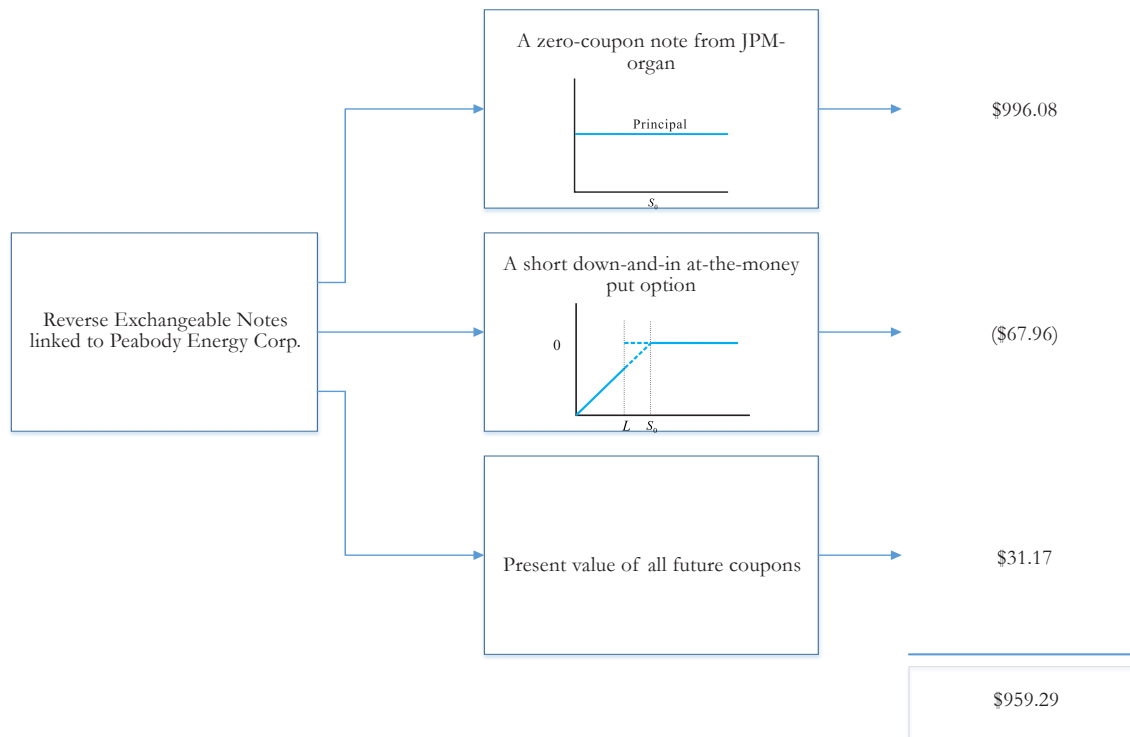 A zero-coupon note from JPM-
organ
Principal
S₀
$996.08
Reverse Exchangeable Notes
linked to Peabody Energy Corp.
A short down-and-in at-the-money
put option
0
L S₀
($67.96)
Present value of all future coupons
$31.17
$959.29